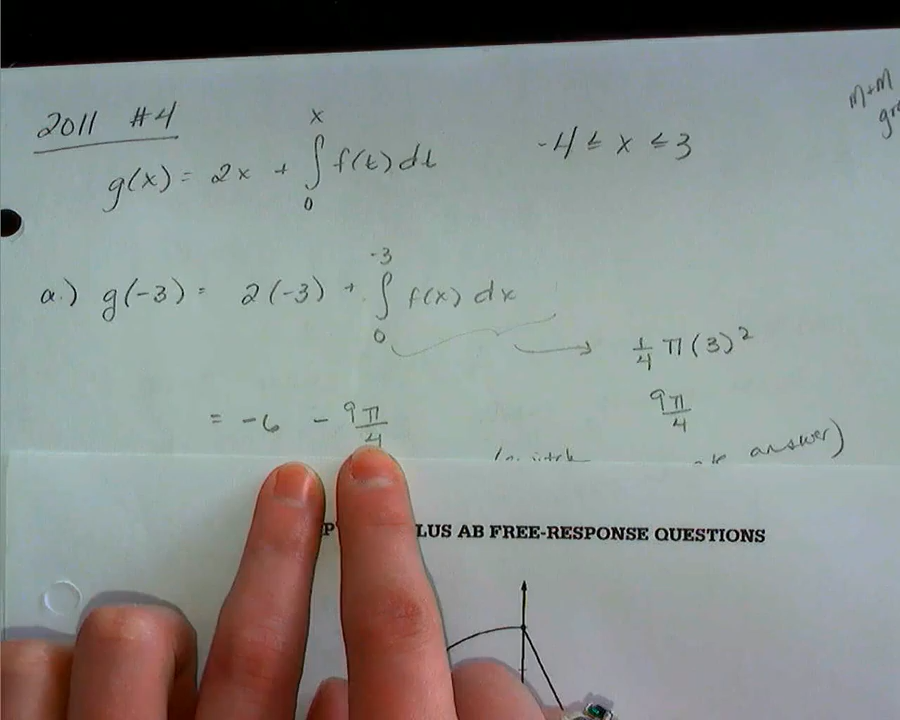 2011 #4
m+m
g(x) = 2x + ∫₀ˣ f(t) dt   -4 ≤ x ≤ 3
a.) g(-3) = 2(-3) + ∫₀⁻³ f(x) dx → 1/4 π(3)²
9π/4
= -6 - 9π/4
answer)
LUS AB FREE-RESPONSE QUESTIONS